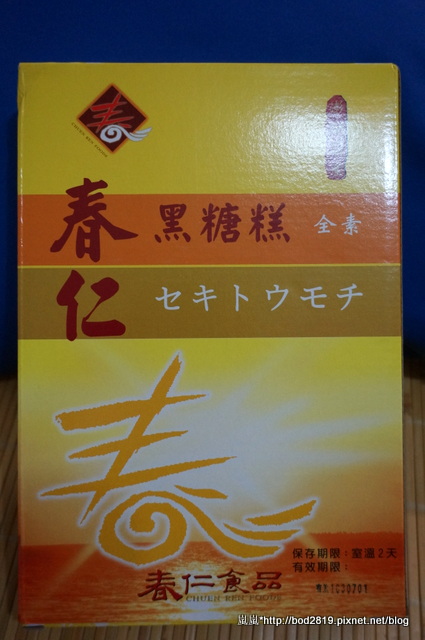 春
春仁
黑糖糕 全素
セキトウモチ
春
保存期限：室溫2天
有效期限：
春仁食品
CHUEN REN FOODS
嵐嵐*http://bod2819.pixnet.net/blog